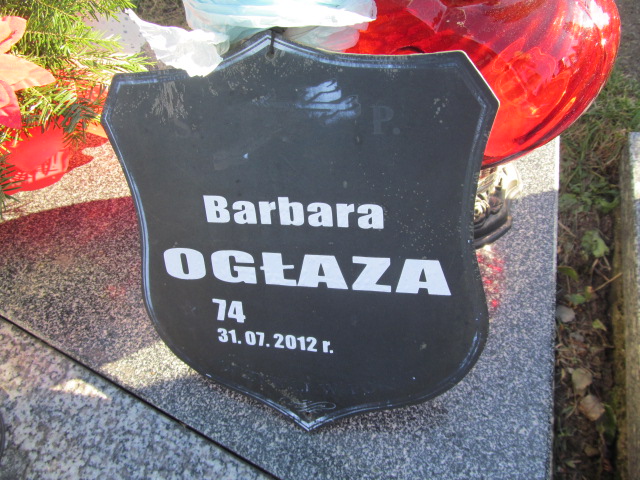 P.
Barbara
OGŁAZA
74
31. 07. 2012 r.